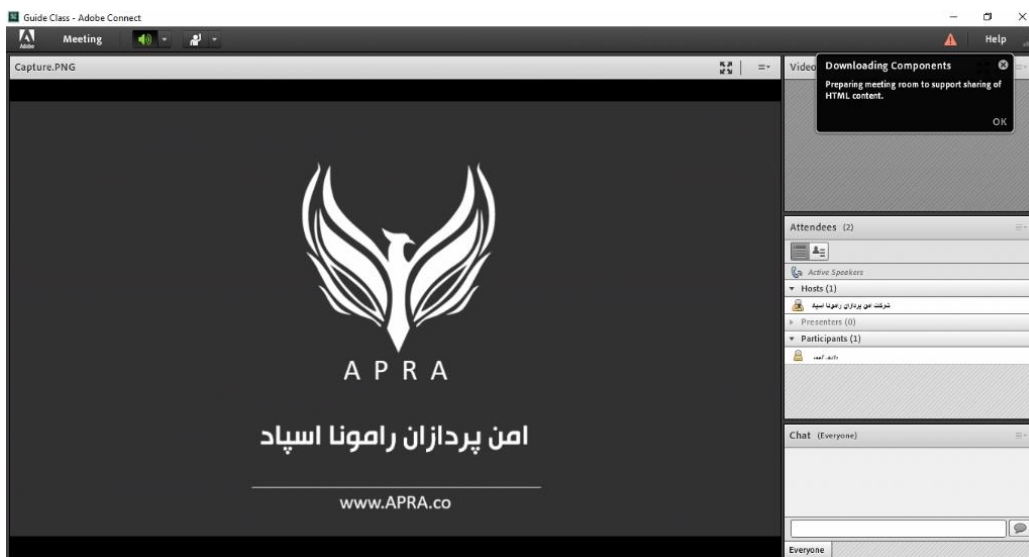 Guide Class - Adobe Connect
Adobe
Meeting
Help
Capture.PNG
Video
Downloading Components
Preparing meeting room to support sharing of
HTML content.
OK
APRA
امن پردازان رامونا اسپاد
www.APRA.co
Attendees (2)
Active Speakers
Hosts (1)
شرکت امن پردازان رامونا اسپاد
Presenters (0)
Participants (1)
Chat (Everyone)
Everyone